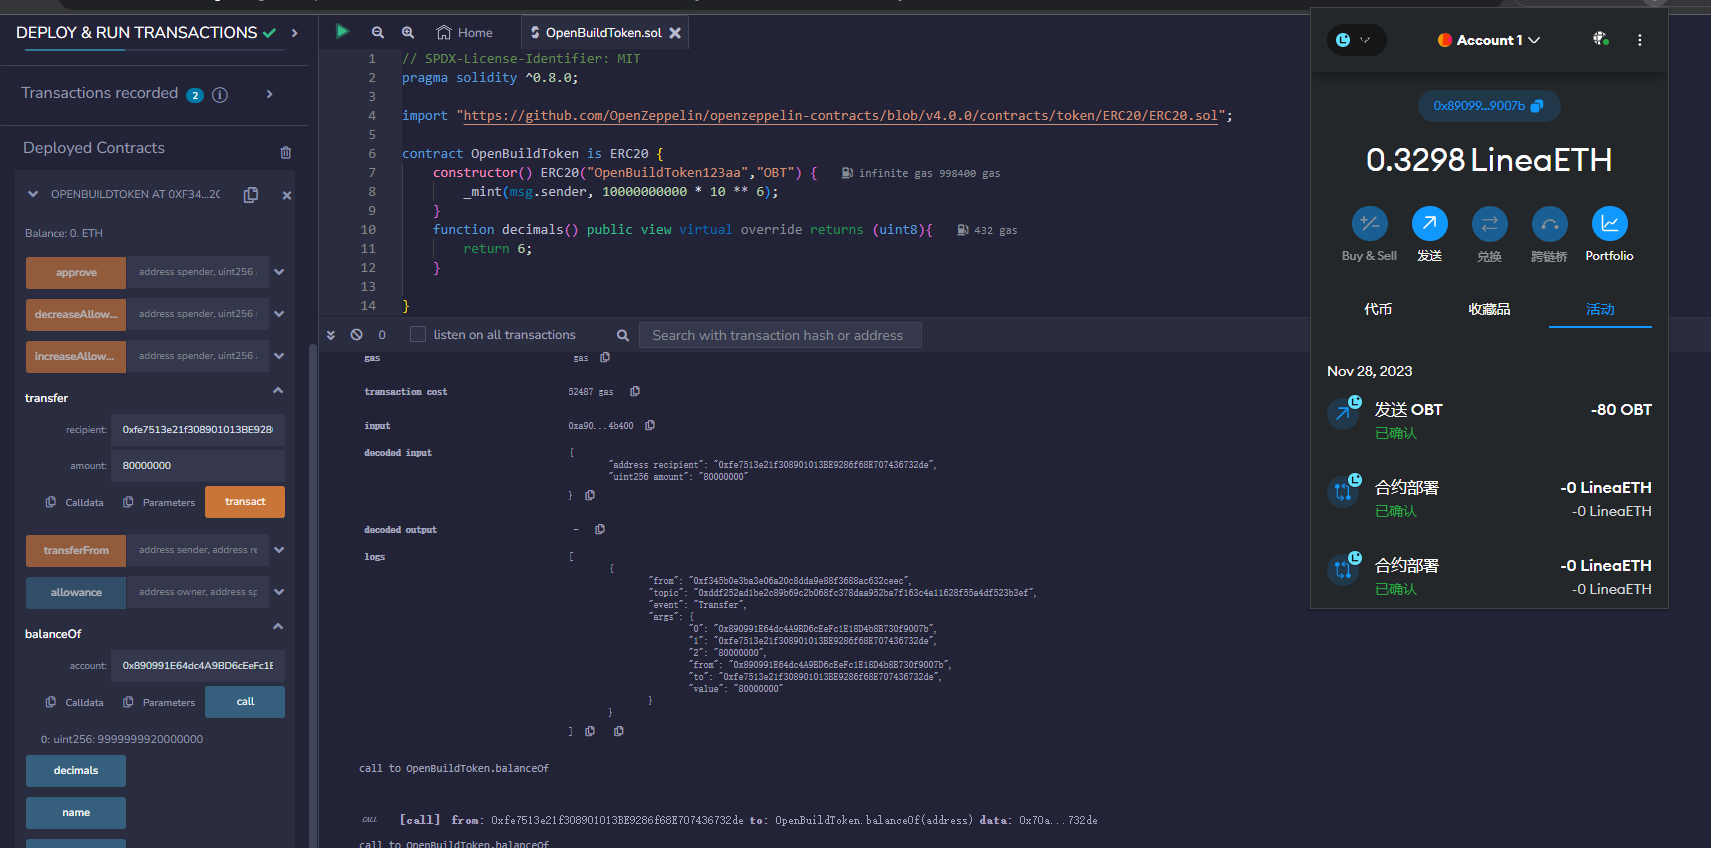 DEPLOY & RUN TRANSACTIONS
Transactions recorded 2 i
Deployed Contracts
OPENBUILDTOKEN AT 0XF34...2C
Balance: 0. ETH
approve address spender, uint256
decreaseAllow... address spender, uint256
increaseAllow... address spender, uint256
transfer
recipient: 0xfe7513e21f308901013BE928
amount: 80000000
Calldata Parameters transact
transferFrom address sender, address re
allowance address owner, address sp
balanceOf
account: 0x890991E64dc4A9BD6cEeFc1E
Calldata Parameters call
0: uint256: 9999999920000000
decimals
name
Home OpenBuildToken.sol
1 // SPDX-License-Identifier: MIT
2 pragma solidity ^0.8.0;
3
4 import "https://github.com/OpenZeppelin/openzeppelin-contracts/blob/v4.0.0/contracts/token/ERC20/ERC20.sol";
5
6 contract OpenBuildToken is ERC20 {
7 constructor() ERC20("OpenBuildToken123aa","OBT") { infinite gas 998400 gas
8 _mint(msg.sender, 10000000000 * 10 ** 6);
9 }
10 function decimals() public view virtual override returns (uint8){ 432 gas
11 return 6;
12 }
13
14 }
0 listen on all transactions Search with transaction hash or address
gas gas
transaction cost 52487 gas
input 0xa90...4b400
decoded input {
"address recipient": "0xfe7513e21f308901013BE9286f68E707436732de",
"uint256 amount": "80000000"
}
decoded output -
logs [
{
"from": "0xf345b0e3ba3e06a20c8dda9e88f3688ac632ceec",
"topic": "0xddf252ad1be2c89b69c2b068fc378daa952ba7f163c4a11628f55a4df523b3ef",
"event": "Transfer",
"args": {
"0": "0x890991E64dc4A9BD6cEeFc1E18D4b8B730f9007b",
"1": "0xfe7513e21f308901013BE9286f68E707436732de",
"2": "80000000",
"from": "0x890991E64dc4A9BD6cEeFc1E18D4b8B730f9007b",
"to": "0xfe7513e21f308901013BE9286f68E707436732de",
"value": "80000000"
}
}
]
call to OpenBuildToken.balanceOf
CALL [call] from: 0xfe7513e21f308901013BE9286f68E707436732de to: OpenBuildToken.balanceOf(address) data: 0x70a...732de
call to OpenBuildToken.balanceOf
Account 1
0x89099...9007b
0.3298 LineaETH
Buy & Sell 发送 兑换 跨链桥 Portfolio
代币 收藏品 活动
Nov 28, 2023
发送 OBT -80 OBT
已确认
合约部署 -0 LineaETH
已确认 -0 LineaETH
合约部署 -0 LineaETH
已确认 -0 LineaETH